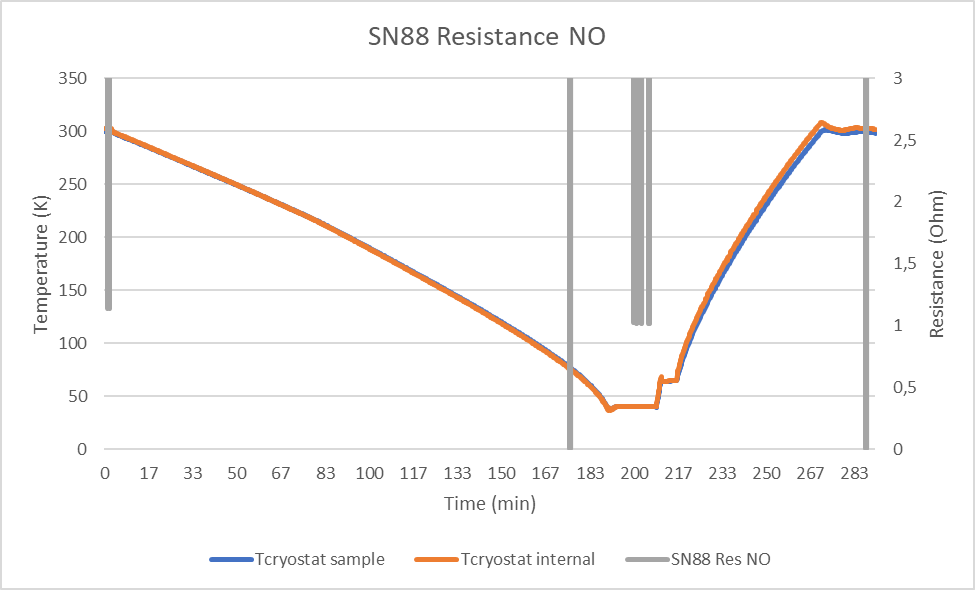 SN88 Resistance NO
350
300
250
200
150
100
50
0
Temperature (K)
3
2,5
2
1,5
1
0,5
0
Resistance (Ohm)
0 17 33 50 67 83 100 117 133 150 167 183 200 217 233 250 267 283
Time (min)
Tcryostat sample Tcryostat internal SN88 Res NO